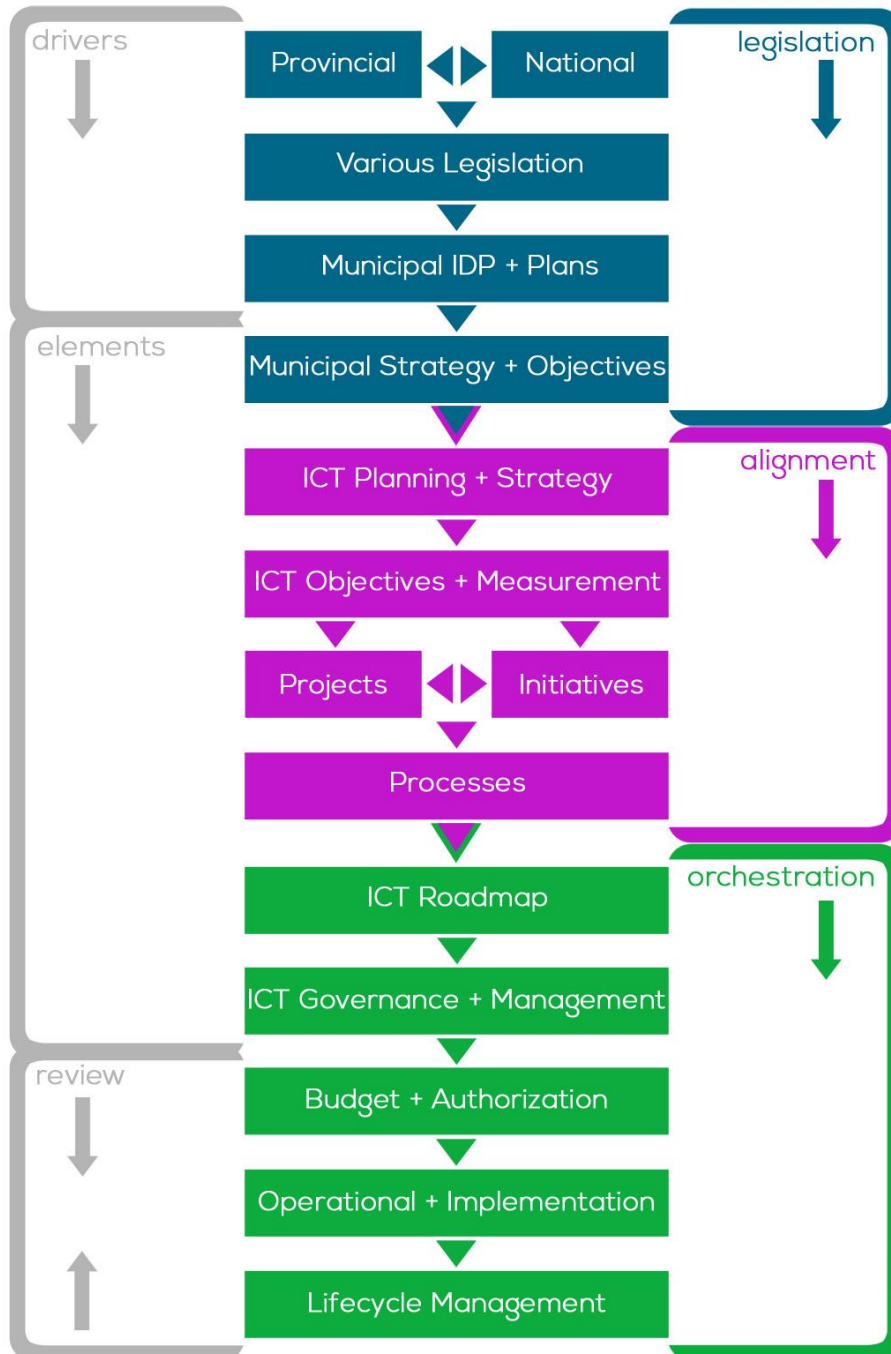 drivers
legislation
Provincial
National
Various Legislation
Municipal IDP + Plans
elements
Municipal Strategy + Objectives
alignment
ICT Planning + Strategy
ICT Objectives + Measurement
Projects
Initiatives
Processes
orchestration
ICT Roadmap
ICT Governance + Management
review
Budget + Authorization
Operational + Implementation
Lifecycle Management